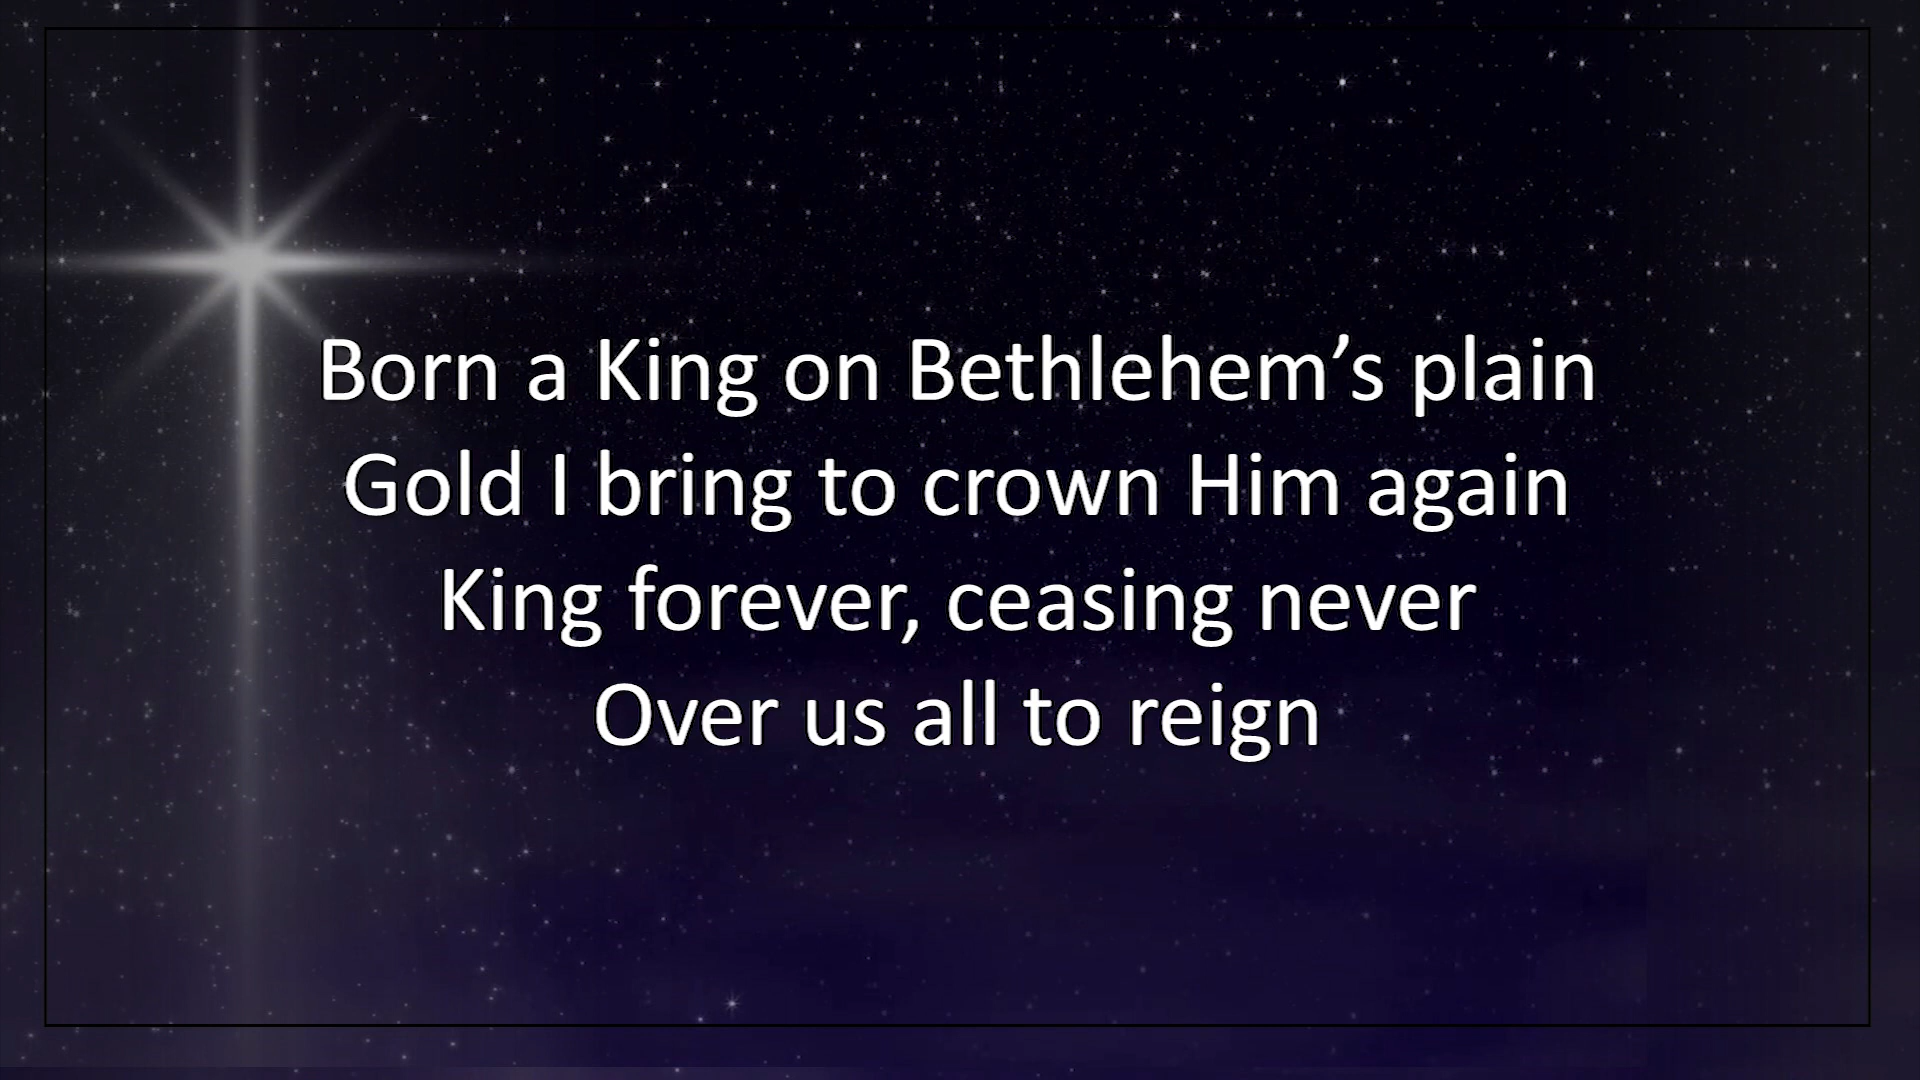 Born a King on Bethlehem’s plain
Gold I bring to crown Him again
King forever, ceasing never
Over us all to reign